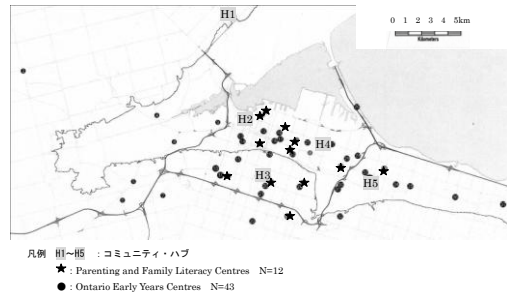 H1
0 1 2 3 4 5km
Kilometers
H2
H4
H3
H5
凡例 H1～H5 ：コミュニティ・ハブ
★：Parenting and Family Literacy Centres N=12
●：Ontario Early Years Centres N=43